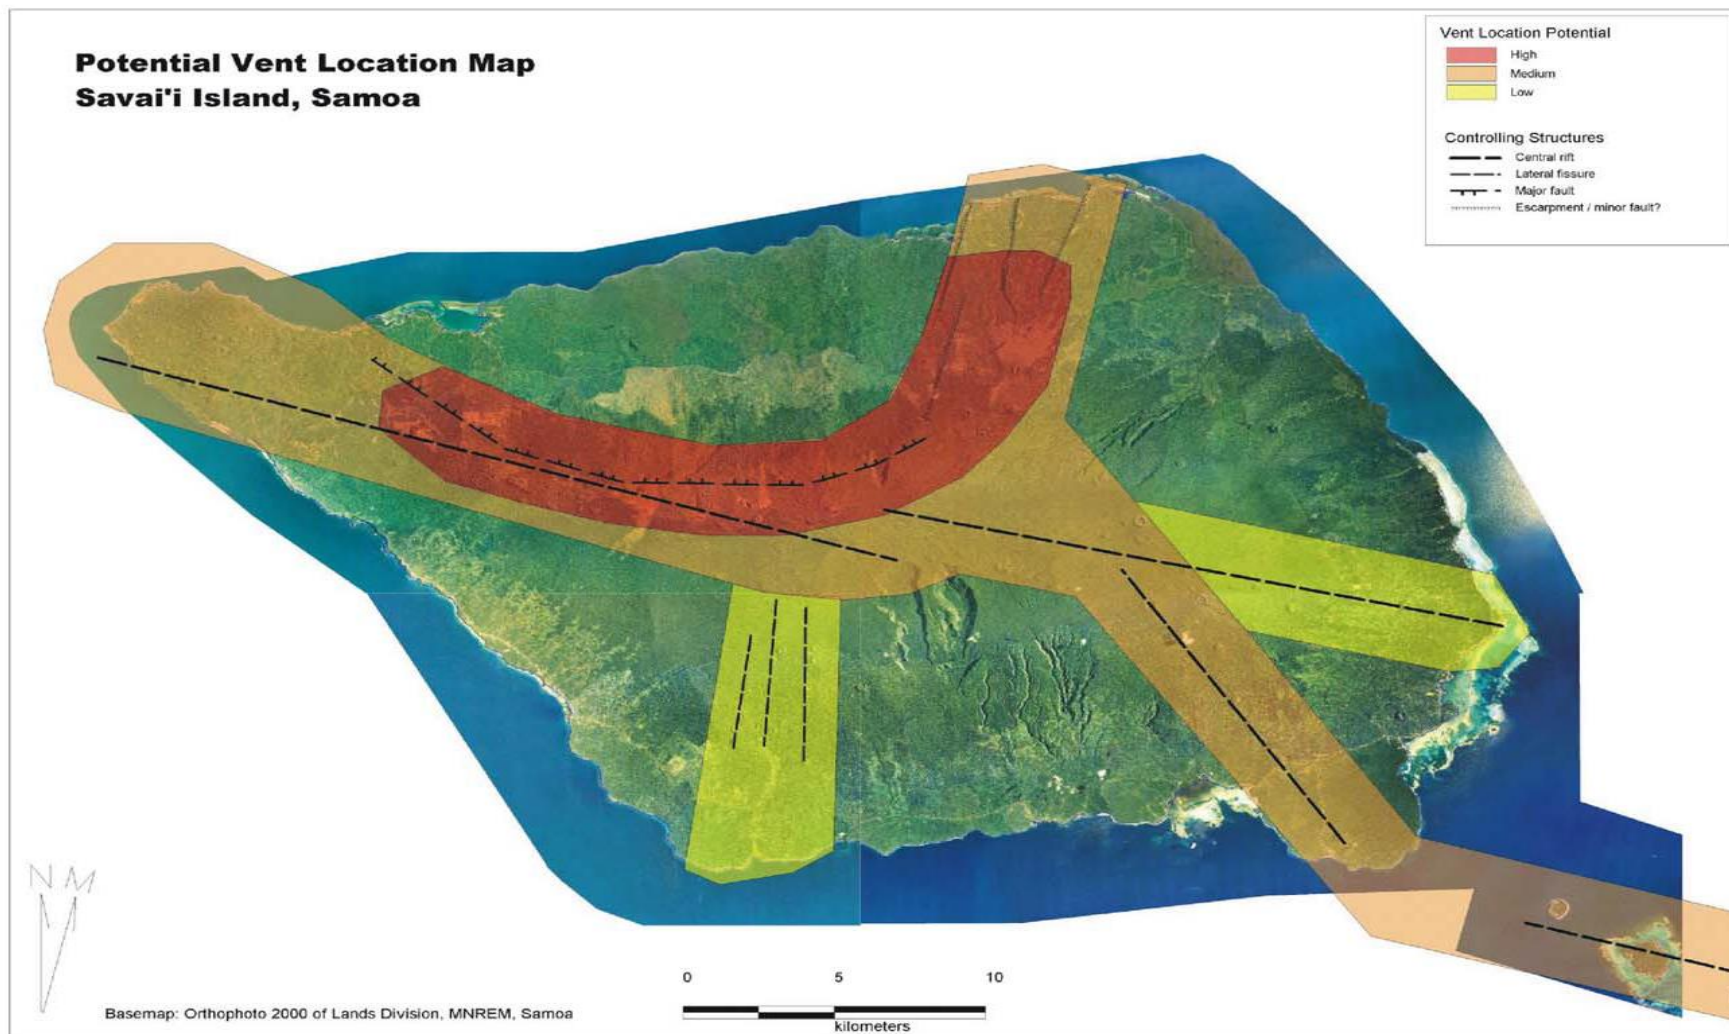 Potential Vent Location Map
Savai'i Island, Samoa
Vent Location Potential
High
Medium
Low
Controlling Structures
Central rift
Lateral fissure
Major fault
Escarpment / minor fault?
N M
0 5 10
kilometers
Basemap: Orthophoto 2000 of Lands Division, MNREM, Samoa